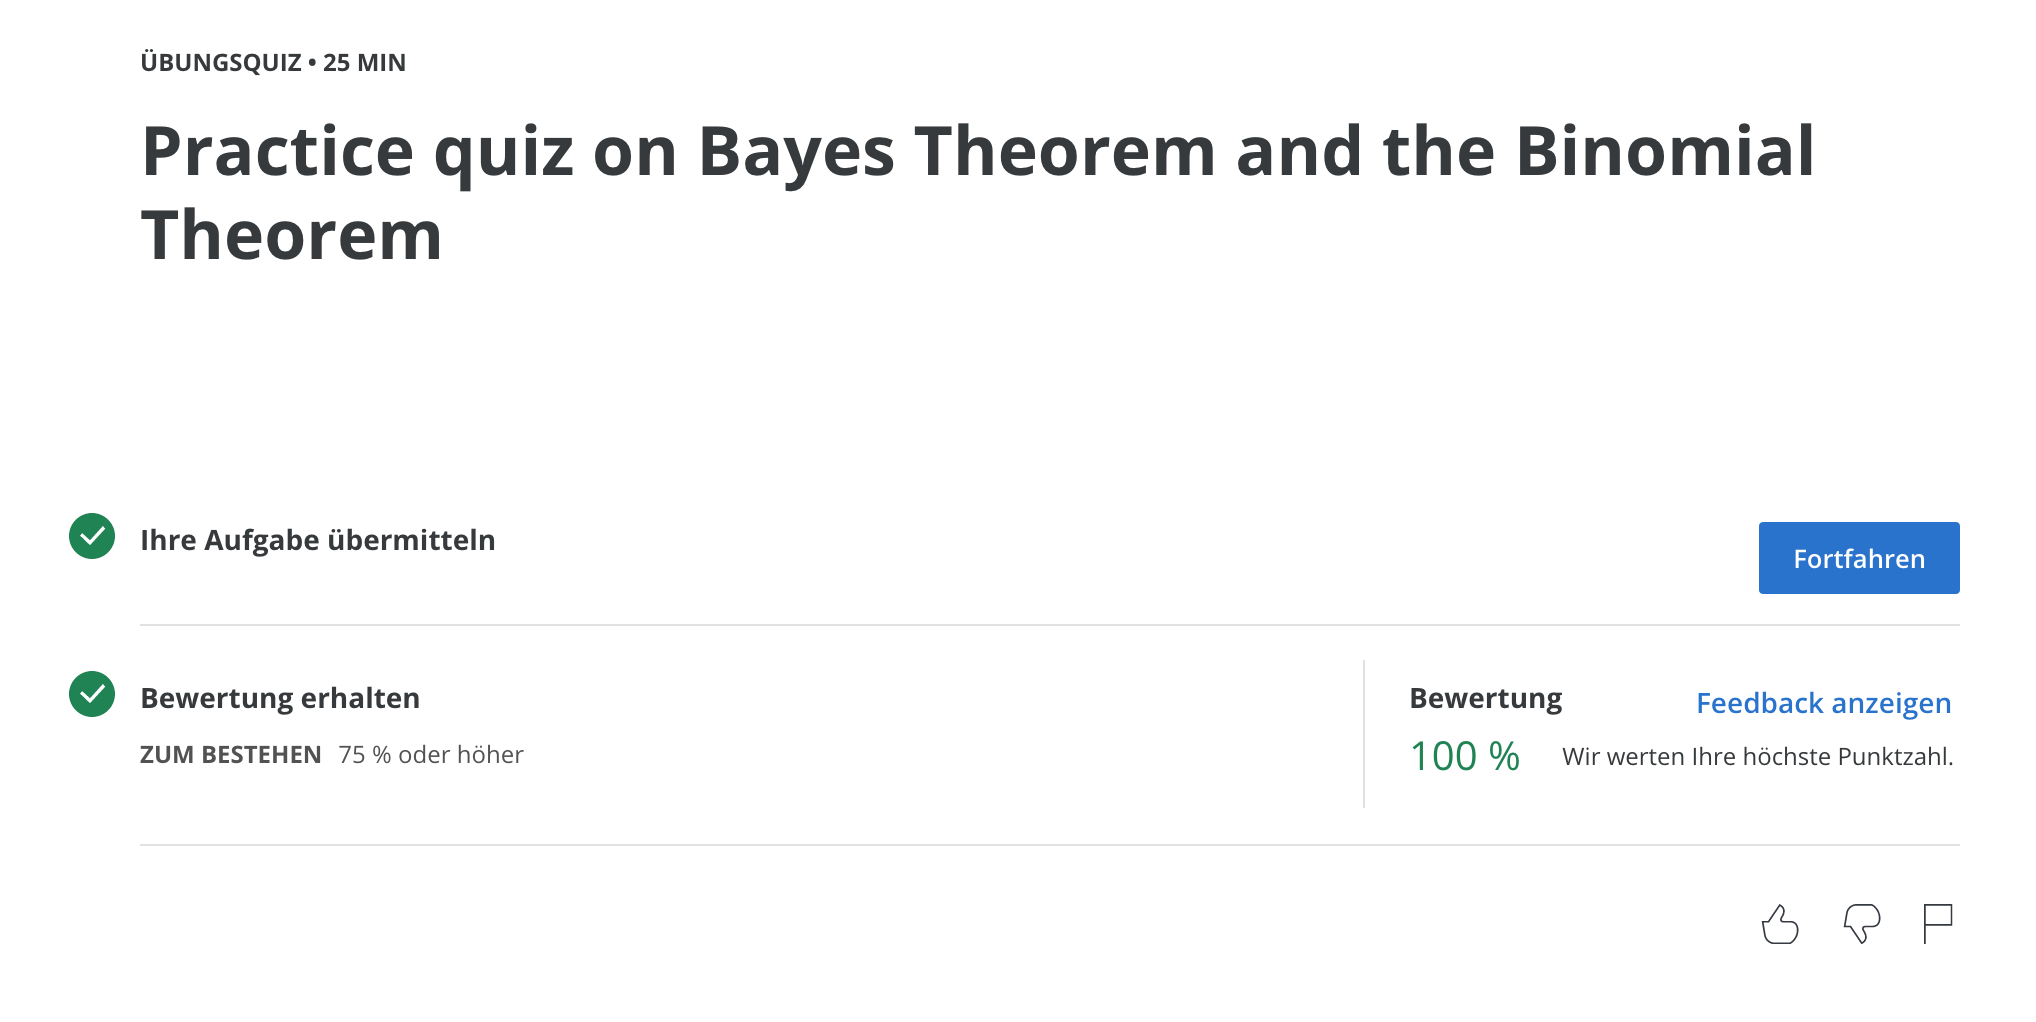 ÜBUNGSQUIZ • 25 MIN
Practice quiz on Bayes Theorem and the Binomial
Theorem
Ihre Aufgabe übermitteln
Fortfahren
Bewertung erhalten
ZUM BESTEHEN 75 % oder höher
Bewertung
Feedback anzeigen
100 %
Wir werten Ihre höchste Punktzahl.